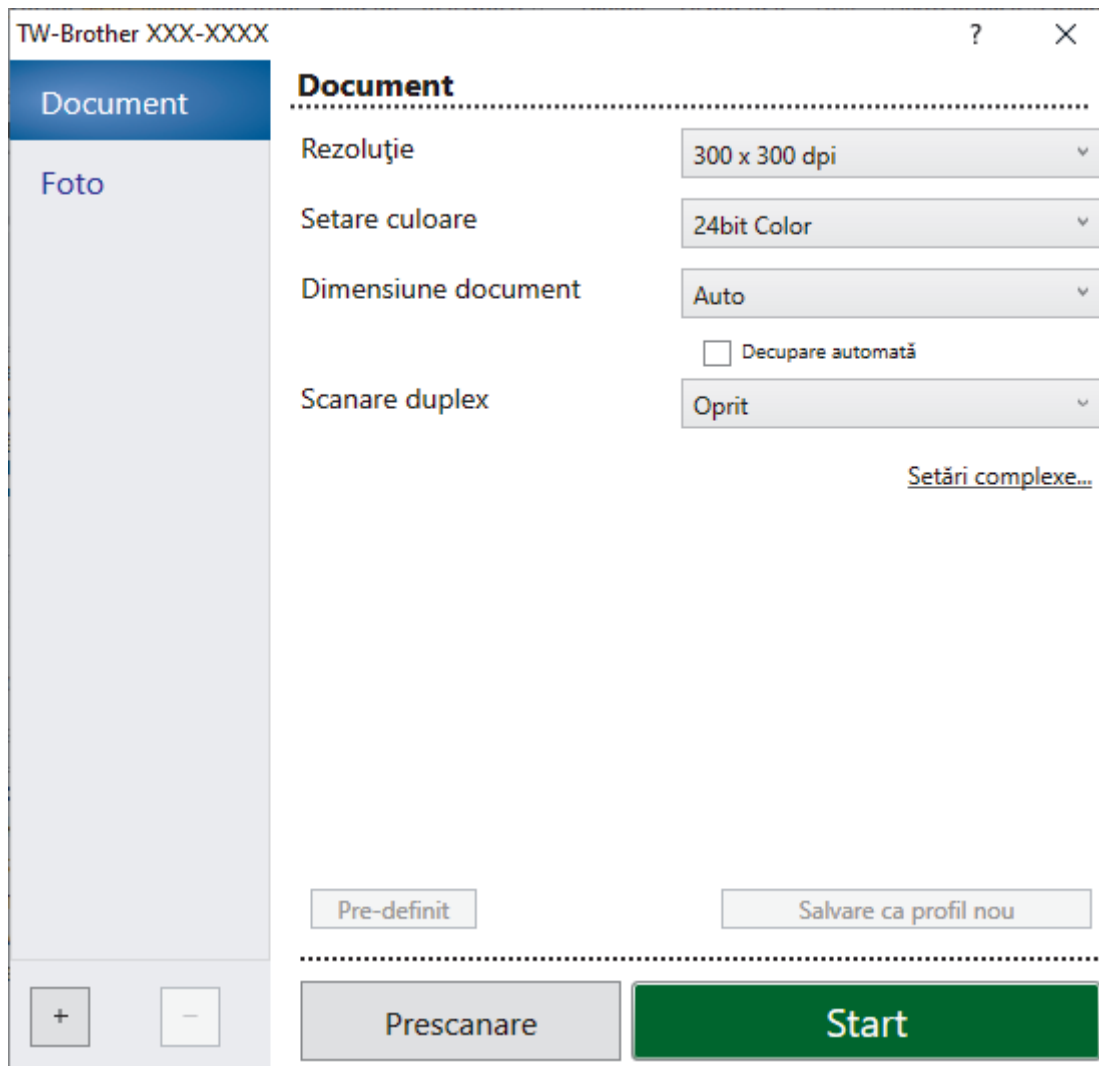 TW-Brother XXX-XXXX
?
Document
Foto
Document
Rezoluţie
300 x 300 dpi
Setare culoare
24bit Color
Dimensiune document
Auto
Decupare automată
Scanare duplex
Oprit
Setări complexe...
Pre-definit
Salvare ca profil nou
+
−
Prescanare
Start